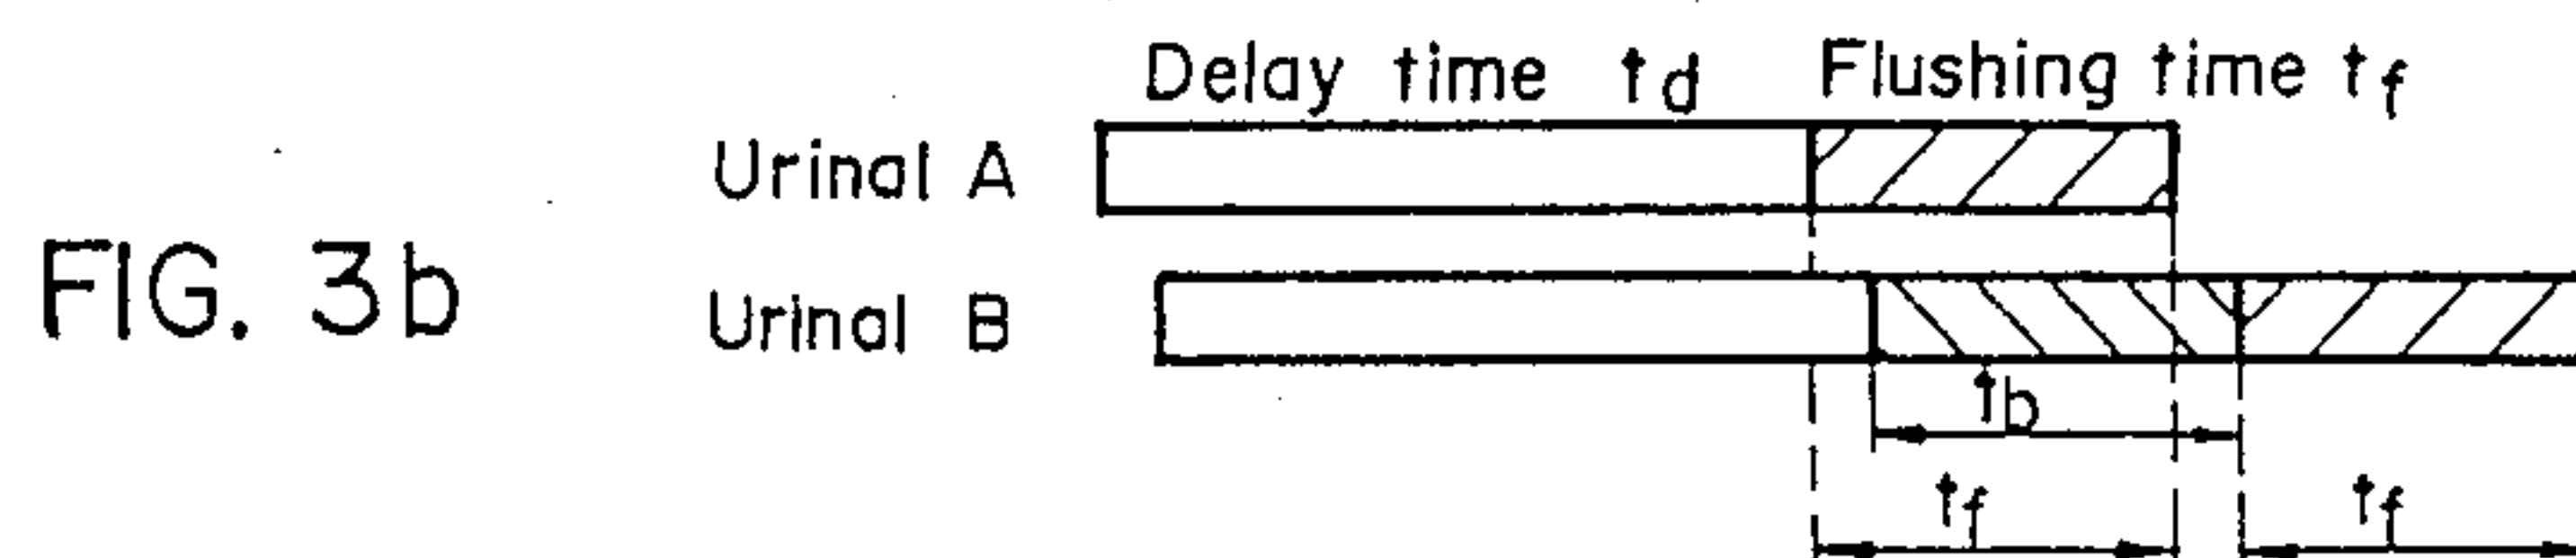 Delay time td Flushing time tf
Urinal A
FIG. 3b
Urinal B
tb
tf tf